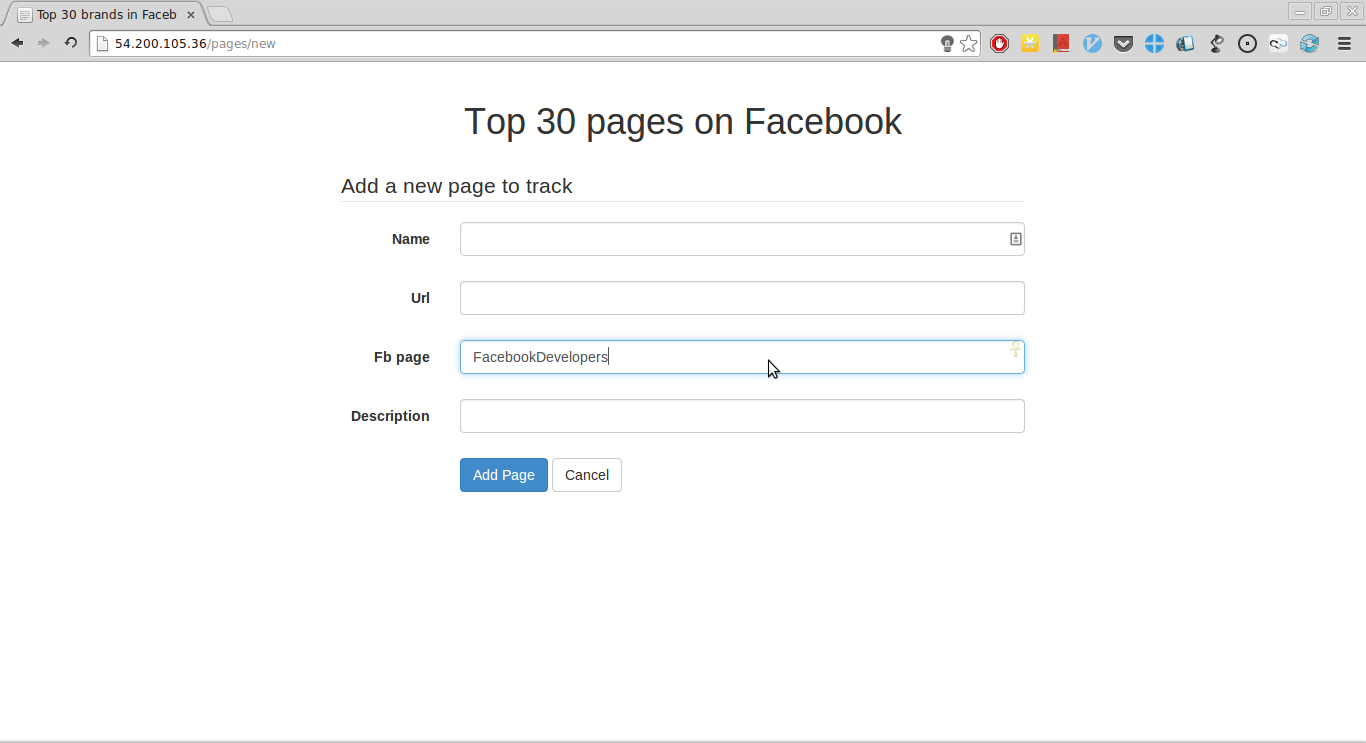 Top 30 brands in Faceb
54.200.105.36/pages/new
Top 30 pages on Facebook
Add a new page to track
Name
Url
Fb page FacebookDevelopers
Description
Add Page Cancel